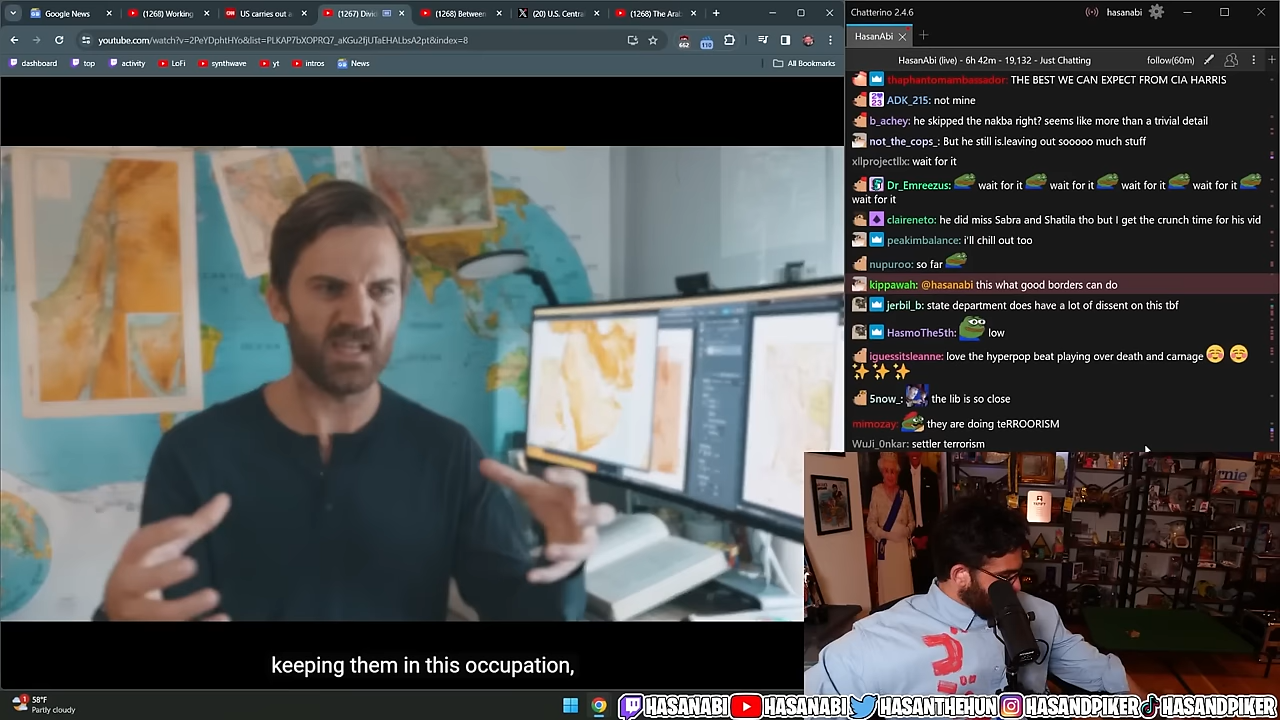 Google News
(1268) Working
US carries out a
(1267) Divid
(1268) Between
(20) U.S. Centra
(1268) The Arab
youtube.com/watch?v=2PeYDphtHYo&list=PLKAP7bXOPRQ7_aKGu2fjUTaEHALbsA2pt&index=8
dashboard
top
activity
LoFi
synthwave
yt
intros
News
All Bookmarks
keeping them in this occupation,
58°F
Partly cloudy
Chatterino 2.4.6
hasanabi
HasanAbi
HasanAbi (live) - 6h 42m - 19,132 - Just Chatting
follow(60m)
thaphantomambassador: THE BEST WE CAN EXPECT FROM CIA HARRIS
ADK_215: not mine
b_achey: he skipped the nakba right? seems like more than a trivial detail
not_the_cops_: But he still is.leaving out sooooo much stuff
xllprojectllx: wait for it
Dr_Emreezus: wait for it wait for it wait for it wait for it
wait for it
claireneto: he did miss Sabra and Shatila tho but I get the crunch time for his vid
peakimbalance: i'll chill out too
nupuroo: so far
kippawah: @hasanabi this what good borders can do
jerbil_b: state department does have a lot of dissent on this tbf
HasmoThe5th: low
iguessitsleanne: love the hyperpop beat playing over death and carnage
5now_: the lib is so close
mimozay: they are doing teRROORISM
WuJi_0nkar: settler terrorism
HASANABI
HASANABI
HASANTHEHUN
HASANDPIKER
HASANDPIKER